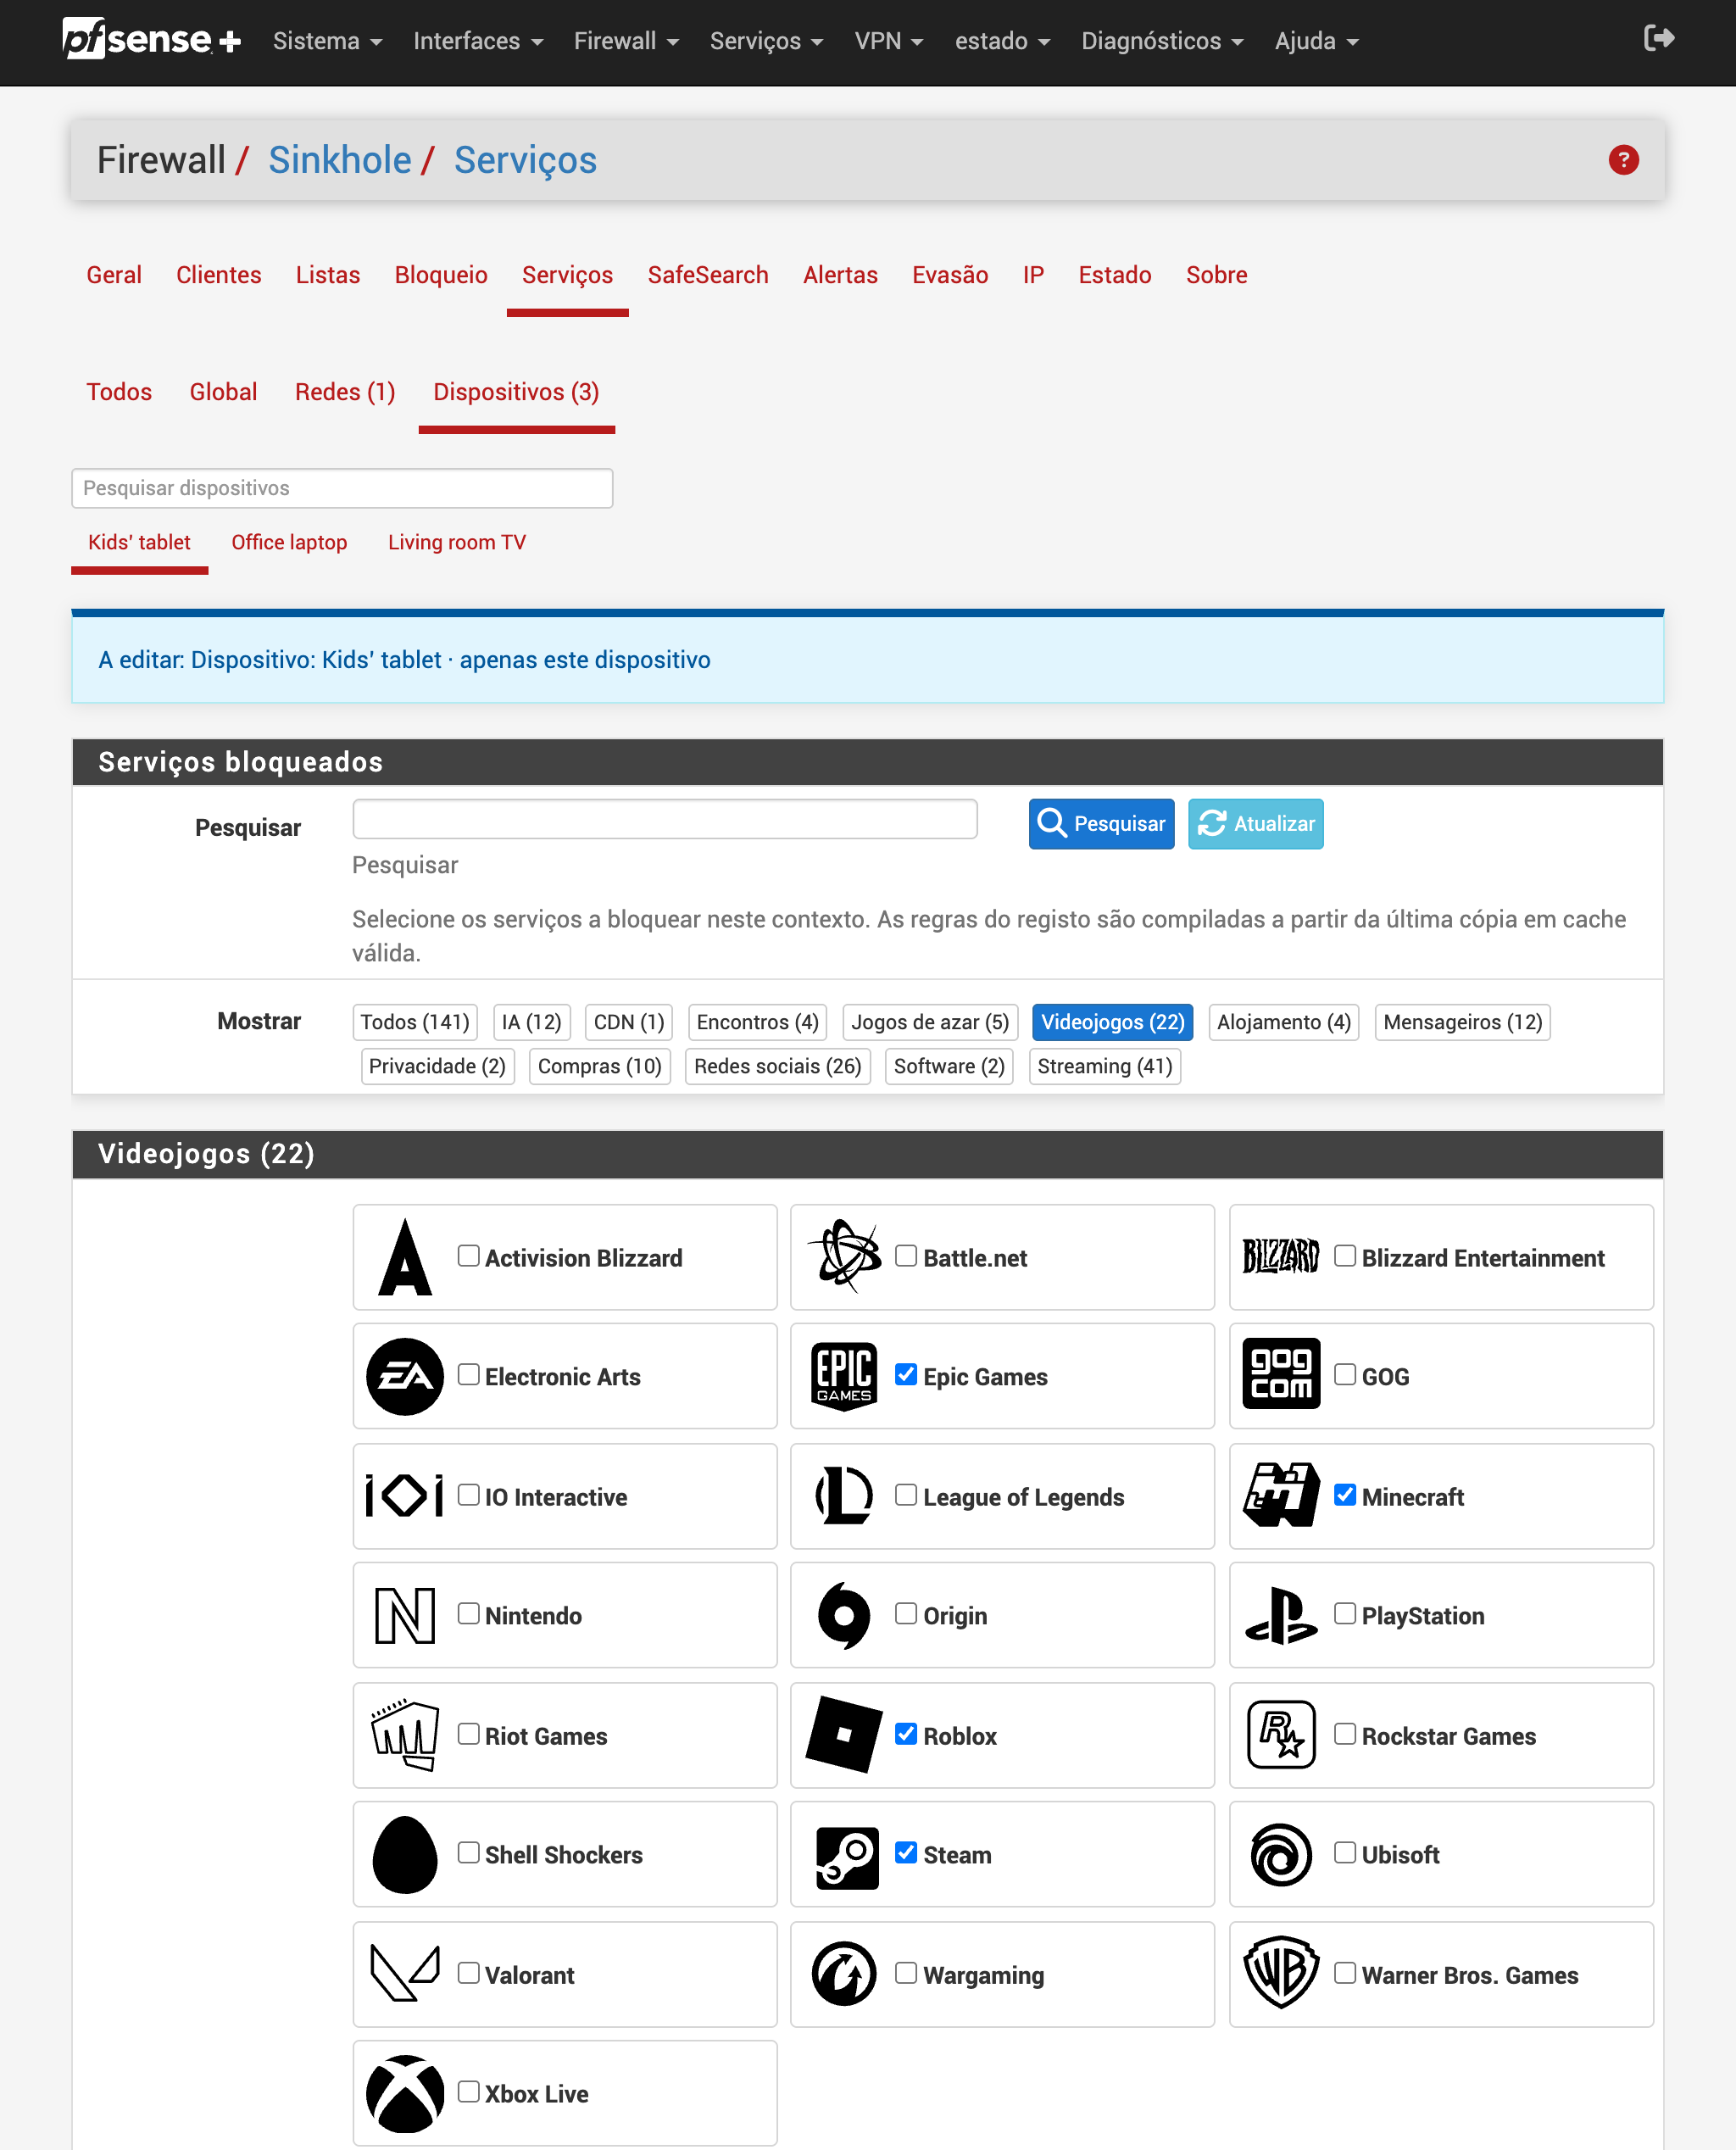 pfsense+ Sistema Interfaces Firewall Serviços VPN estado Diagnósticos Ajuda
Firewall / Sinkhole / Serviços ?
Geral Clientes Listas Bloqueio Serviços SafeSearch Alertas Evasão IP Estado Sobre
Todos Global Redes (1) Dispositivos (3)
Pesquisar dispositivos
Kids' tablet Office laptop Living room TV
A editar: Dispositivo: Kids' tablet · apenas este dispositivo
Serviços bloqueados
Pesquisar Pesquisar Atualizar
Pesquisar
Selecione os serviços a bloquear neste contexto. As regras do registo são compiladas a partir da última cópia em cache
válida.
Mostrar Todos (141) IA (12) CDN (1) Encontros (4) Jogos de azar (5) Videojogos (22) Alojamento (4) Mensageiros (12)
Privacidade (2) Compras (10) Redes sociais (26) Software (2) Streaming (41)
Videojogos (22)
Activision Blizzard Battle.net BLIZZARD Blizzard Entertainment
EA Electronic Arts EPIC GAMES Epic Games gog com GOG
IOI IO Interactive League of Legends Minecraft
Nintendo Origin PlayStation
Riot Games Roblox R Rockstar Games
Shell Shockers Steam Ubisoft
Valorant Wargaming WB Warner Bros. Games
Xbox Live